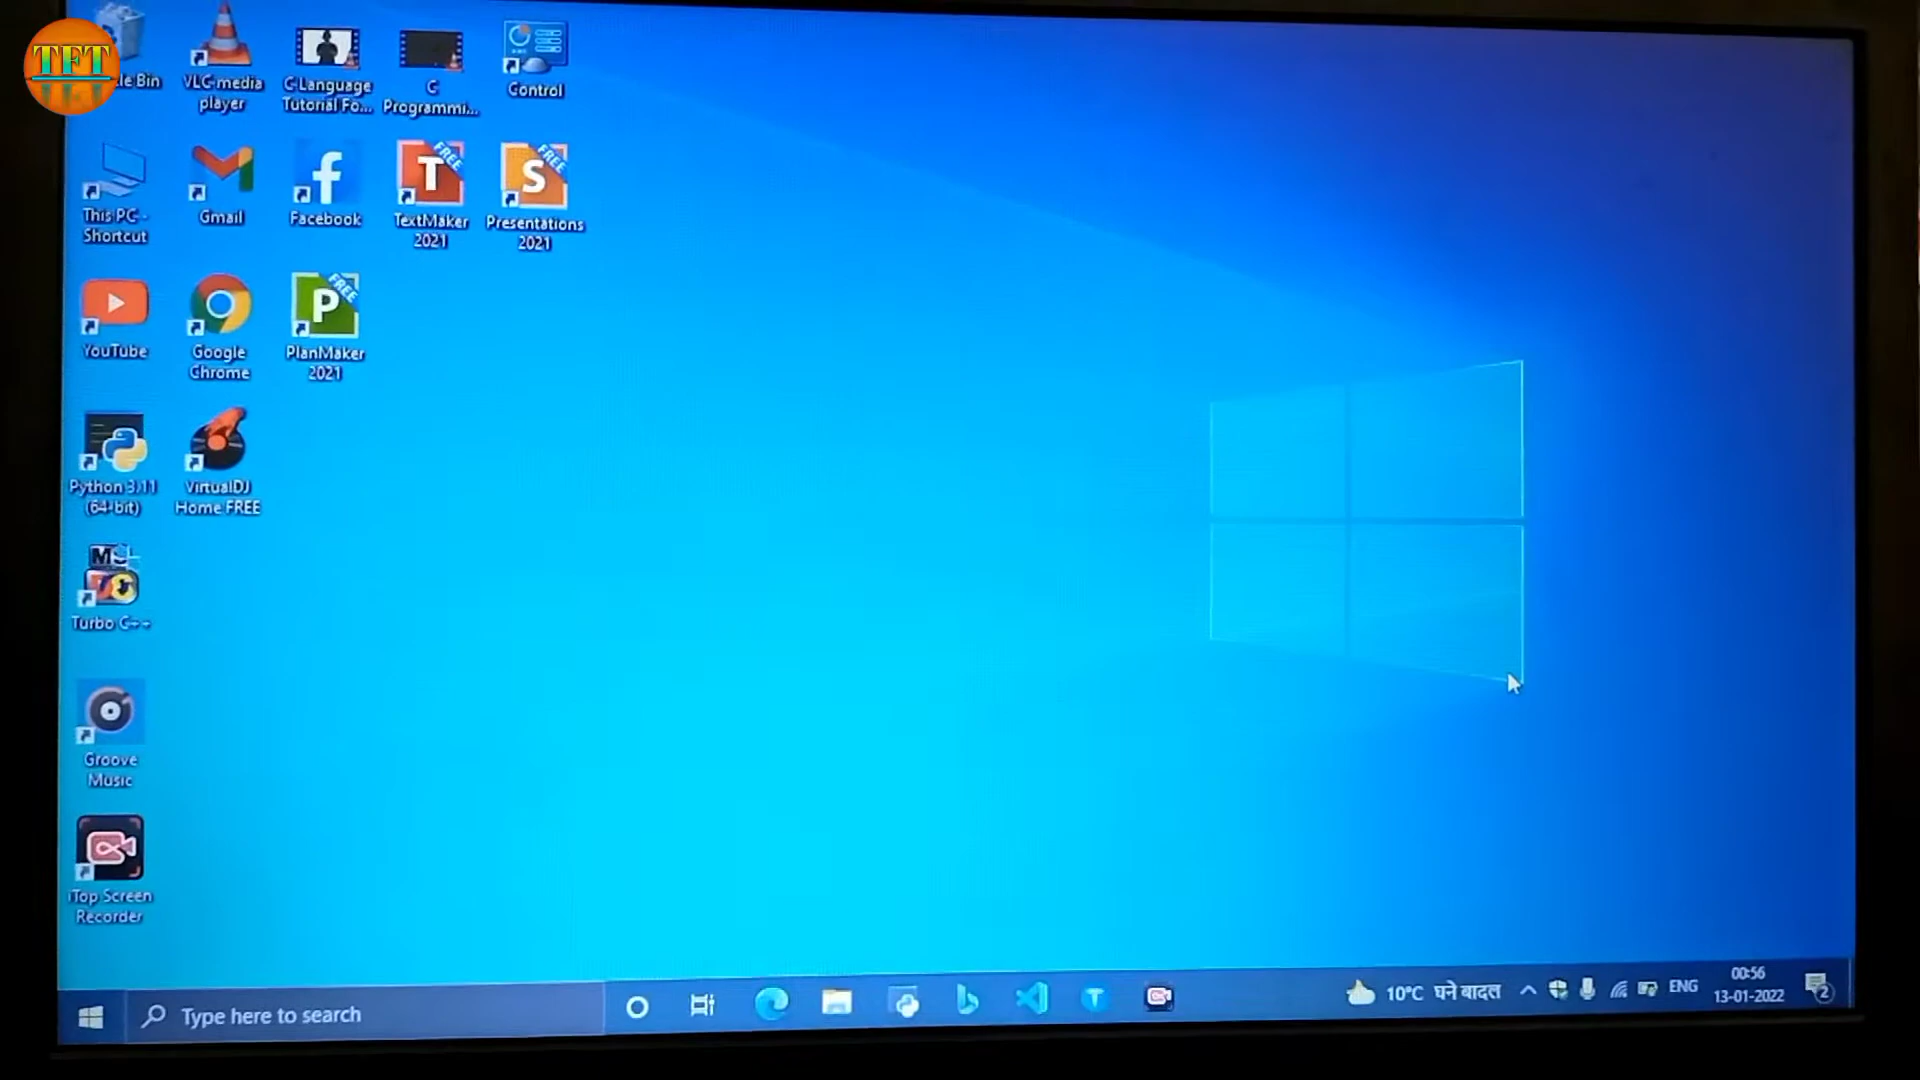 TFT
le Bin
VLC media
player
C Language
Tutorial Fo...
C
Programmi...
Control
This PC -
Shortcut
Gmail
Facebook
FREE
T
TextMaker
2021
FREE
S
Presentations
2021
YouTube
Google
Chrome
FREE
P
PlanMaker
2021
Python 3.11
(64-bit)
VirtualDJ
Home FREE
Turbo C++
Groove
Music
iTop Screen
Recorder
Type here to search
10°C घने बादल
ENG
00:56
13-01-2022
2